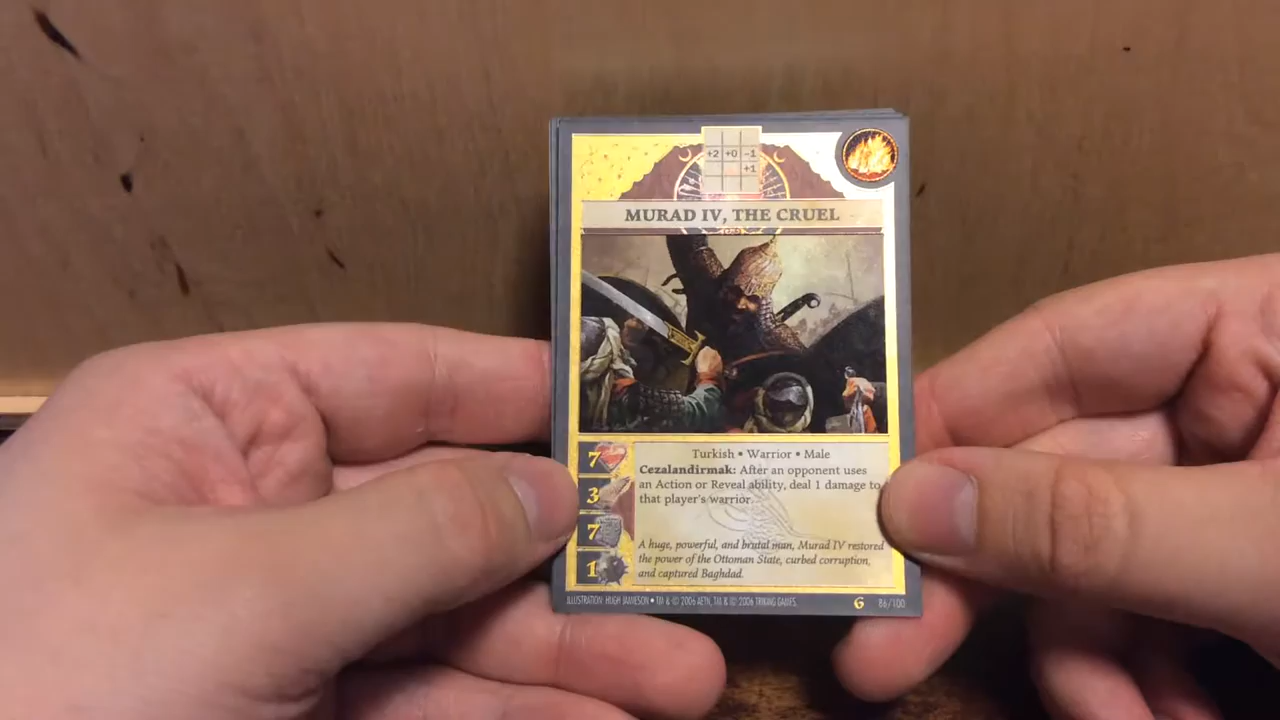 +2 +0 -1
+1
MURAD IV, THE CRUEL
7
3
7
1
Turkish • Warrior • Male
Cezalandirmak: After an opponent uses
an Action or Reveal ability, deal 1 damage to
that player's warrior.
A huge, powerful, and brutal man, Murad IV restored
the power of the Ottoman State, curbed corruption,
and captured Baghdad.
ILLUSTRATION: HUGH JAMIESON • TM & © 2006 AETN, TM & © 2006 TRIKING GAMES. 6 86/100